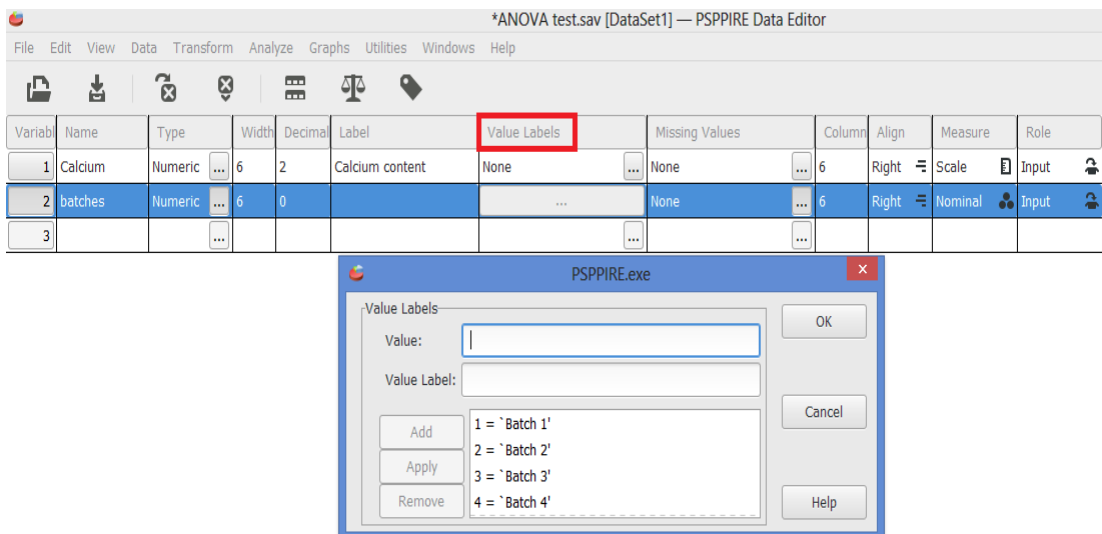 *ANOVA test.sav [DataSet1] — PSPPIRE Data Editor
File Edit View Data Transform Analyze Graphs Utilities Windows Help
Variabl Name Type Width Decimal Label Value Labels Missing Values Column Align Measure Role
1 Calcium Numeric ... 6 2 Calcium content None ... None ... 6 Right Scale Input
2 batches Numeric ... 6 0 ... None ... 6 Right Nominal Input
3 ... ... ...
PSPPIRE.exe x
Value Labels
Value:
OK
Value Label:
Cancel
Add
Apply
Remove
1 = `Batch 1'
2 = `Batch 2'
3 = `Batch 3'
4 = `Batch 4'
Help